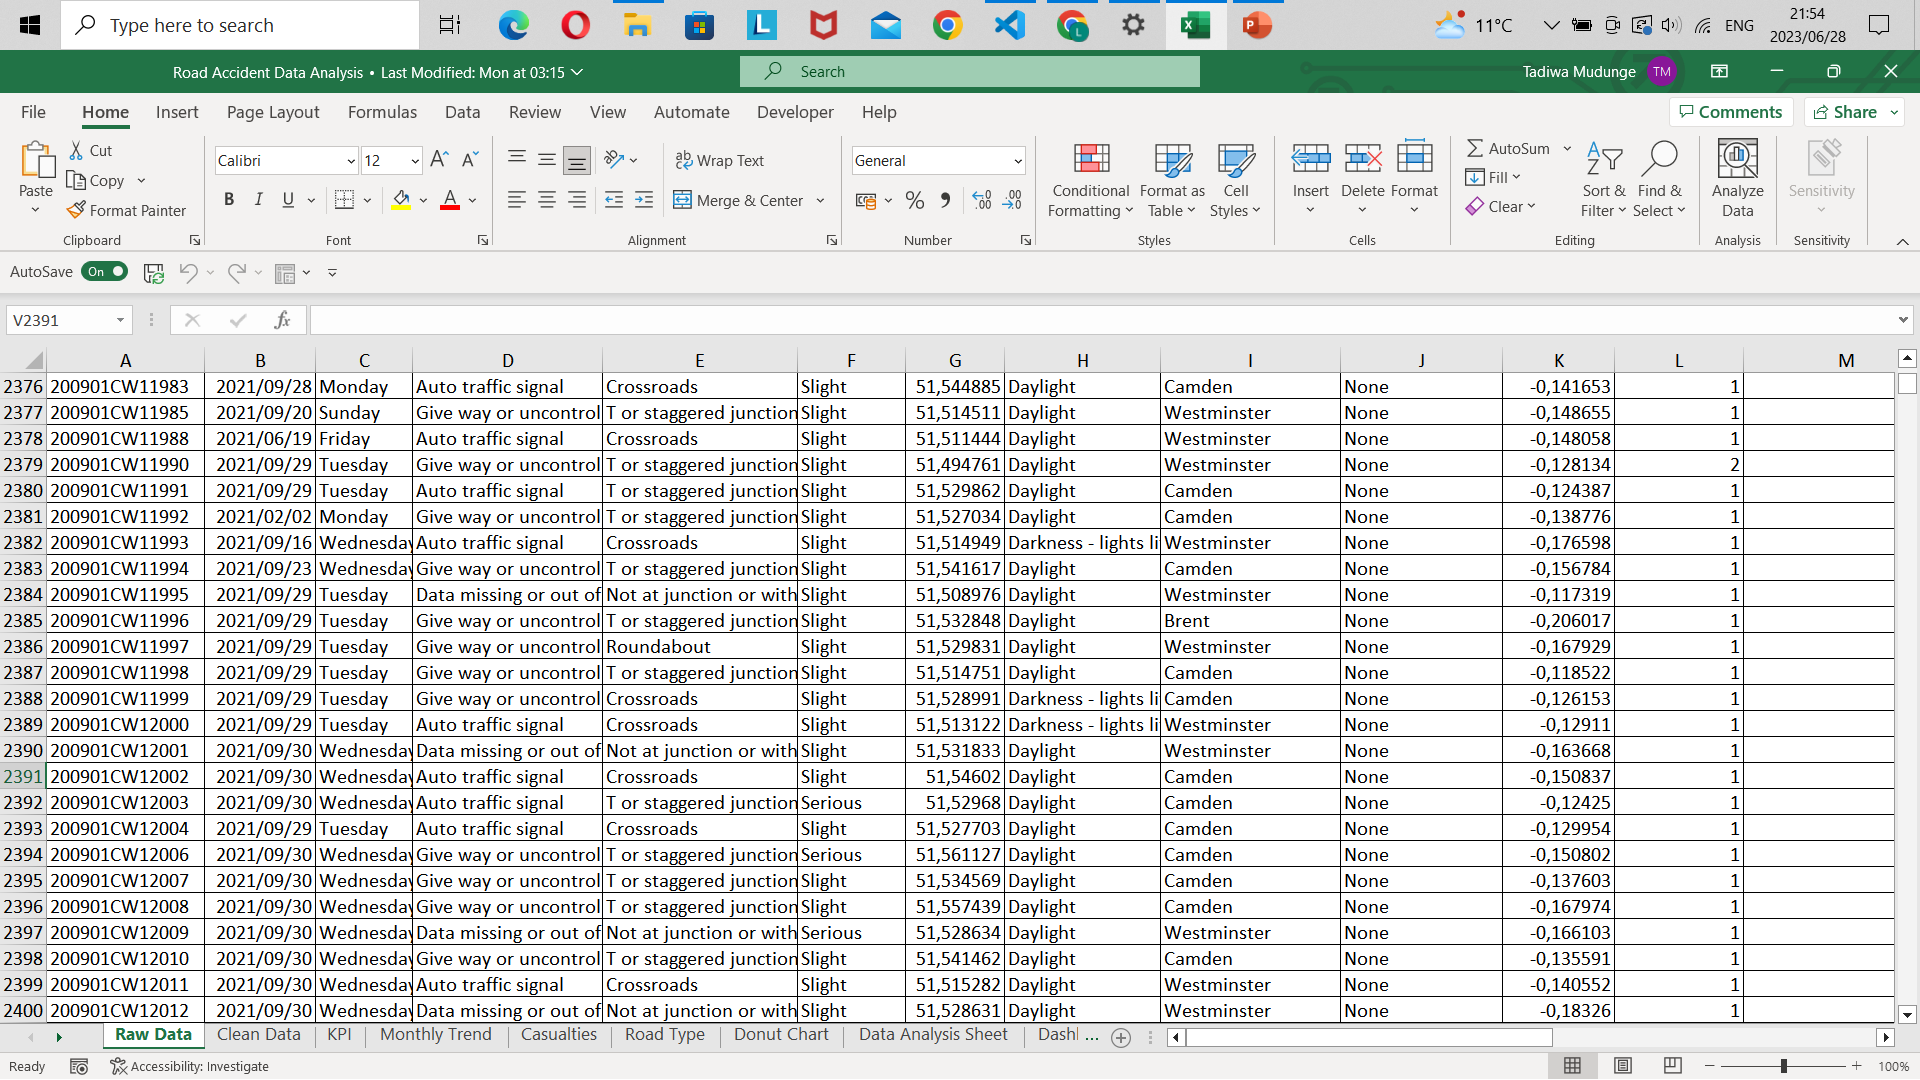 Type here to search
11°C
ENG
21:54
2023/06/28
Road Accident Data Analysis • Last Modified: Mon at 03:15
Search
Tadiwa Mudunge TM
File Home Insert Page Layout Formulas Data Review View Automate Developer Help Comments Share
Paste Cut Copy Format Painter
Calibri 12
Wrap Text
Merge & Center
General
Conditional Formatting Format as Table Cell Styles
Insert Delete Format
AutoSum Fill Clear
Sort & Filter Find & Select
Analyze Data
Sensitivity
Clipboard Font Alignment Number Styles Cells Editing Analysis Sensitivity
AutoSave On
V2391 fx
A B C D E F G H I J K L M
2376 200901CW11983 2021/09/28 Monday Auto traffic signal Crossroads Slight 51,544885 Daylight Camden None -0,141653 1
2377 200901CW11985 2021/09/20 Sunday Give way or uncontrol T or staggered junction Slight 51,514511 Daylight Westminster None -0,148655 1
2378 200901CW11988 2021/06/19 Friday Auto traffic signal Crossroads Slight 51,511444 Daylight Westminster None -0,148058 1
2379 200901CW11990 2021/09/29 Tuesday Give way or uncontrol T or staggered junction Slight 51,494761 Daylight Westminster None -0,128134 2
2380 200901CW11991 2021/09/29 Tuesday Auto traffic signal T or staggered junction Slight 51,529862 Daylight Camden None -0,124387 1
2381 200901CW11992 2021/02/02 Monday Give way or uncontrol T or staggered junction Slight 51,527034 Daylight Camden None -0,138776 1
2382 200901CW11993 2021/09/16 Wednesday Auto traffic signal Crossroads Slight 51,514949 Darkness - lights li Westminster None -0,176598 1
2383 200901CW11994 2021/09/23 Wednesday Give way or uncontrol T or staggered junction Slight 51,541617 Daylight Camden None -0,156784 1
2384 200901CW11995 2021/09/29 Tuesday Data missing or out of Not at junction or with Slight 51,508976 Daylight Westminster None -0,117319 1
2385 200901CW11996 2021/09/29 Tuesday Give way or uncontrol T or staggered junction Slight 51,532848 Daylight Brent None -0,206017 1
2386 200901CW11997 2021/09/29 Tuesday Give way or uncontrol Roundabout Slight 51,529831 Daylight Westminster None -0,167929 1
2387 200901CW11998 2021/09/29 Tuesday Give way or uncontrol T or staggered junction Slight 51,514751 Daylight Camden None -0,118522 1
2388 200901CW11999 2021/09/29 Tuesday Give way or uncontrol Crossroads Slight 51,528991 Darkness - lights li Camden None -0,126153 1
2389 200901CW12000 2021/09/29 Tuesday Auto traffic signal Crossroads Slight 51,513122 Darkness - lights li Westminster None -0,12911 1
2390 200901CW12001 2021/09/30 Wednesday Data missing or out of Not at junction or with Slight 51,531833 Daylight Westminster None -0,163668 1
2391 200901CW12002 2021/09/30 Wednesday Auto traffic signal Crossroads Slight 51,54602 Daylight Camden None -0,150837 1
2392 200901CW12003 2021/09/30 Wednesday Auto traffic signal T or staggered junction Serious 51,52968 Daylight Camden None -0,12425 1
2393 200901CW12004 2021/09/29 Tuesday Auto traffic signal Crossroads Slight 51,527703 Daylight Camden None -0,129954 1
2394 200901CW12006 2021/09/30 Wednesday Give way or uncontrol T or staggered junction Serious 51,561127 Daylight Camden None -0,150802 1
2395 200901CW12007 2021/09/30 Wednesday Give way or uncontrol T or staggered junction Slight 51,534569 Daylight Camden None -0,137603 1
2396 200901CW12008 2021/09/30 Wednesday Give way or uncontrol T or staggered junction Slight 51,557439 Daylight Camden None -0,167974 1
2397 200901CW12009 2021/09/30 Wednesday Data missing or out of Not at junction or with Serious 51,528634 Daylight Westminster None -0,166103 1
2398 200901CW12010 2021/09/30 Wednesday Give way or uncontrol T or staggered junction Slight 51,541462 Daylight Camden None -0,135591 1
2399 200901CW12011 2021/09/30 Wednesday Auto traffic signal Crossroads Slight 51,515282 Daylight Westminster None -0,140552 1
2400 200901CW12012 2021/09/30 Wednesday Data missing or out of Not at junction or with Slight 51,528631 Daylight Westminster None -0,18326 1
Raw Data Clean Data KPI Monthly Trend Casualties Road Type Donut Chart Data Analysis Sheet Dashl ...
Ready Accessibility: Investigate 100%